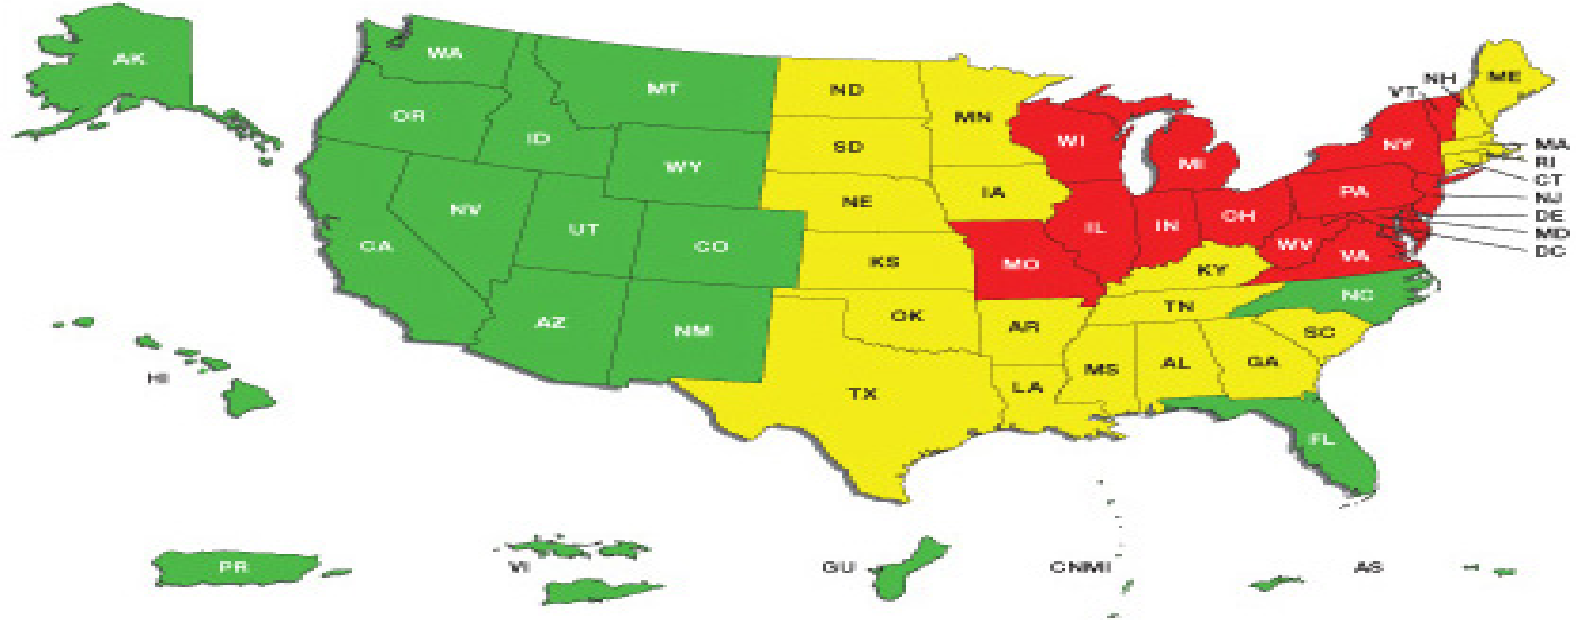 AK
WA
MT
ND
MN
NH
VT
ME
OR
ID
SD
WI
MI
NY
MA
RI
CT
NJ
DE
MD
DC
WY
NE
IA
PA
NV
UT
CO
CA
KS
MO
IL
IN
OH
WV
VA
KY
AZ
NM
OK
AR
TN
NC
SC
HI
TX
LA
MS
AL
GA
FL
PR
VI
GU
CNMI
AS